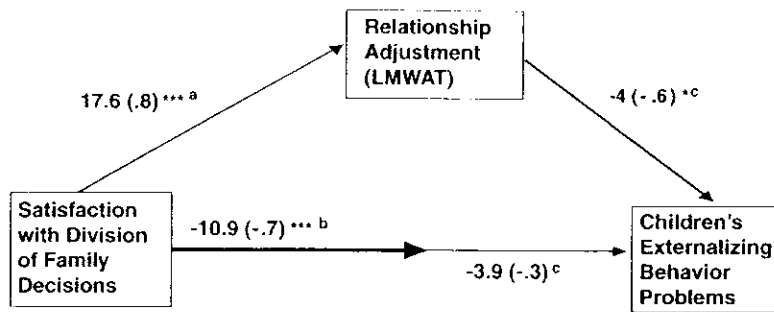 Relationship
Adjustment
(LMWAT)
17.6 (.8) *** a
-4 (- .6) *c
Satisfaction
with Division
of Family
Decisions
-10.9 (-.7) *** b
-3.9 (-.3) c
Children's
Externalizing
Behavior
Problems